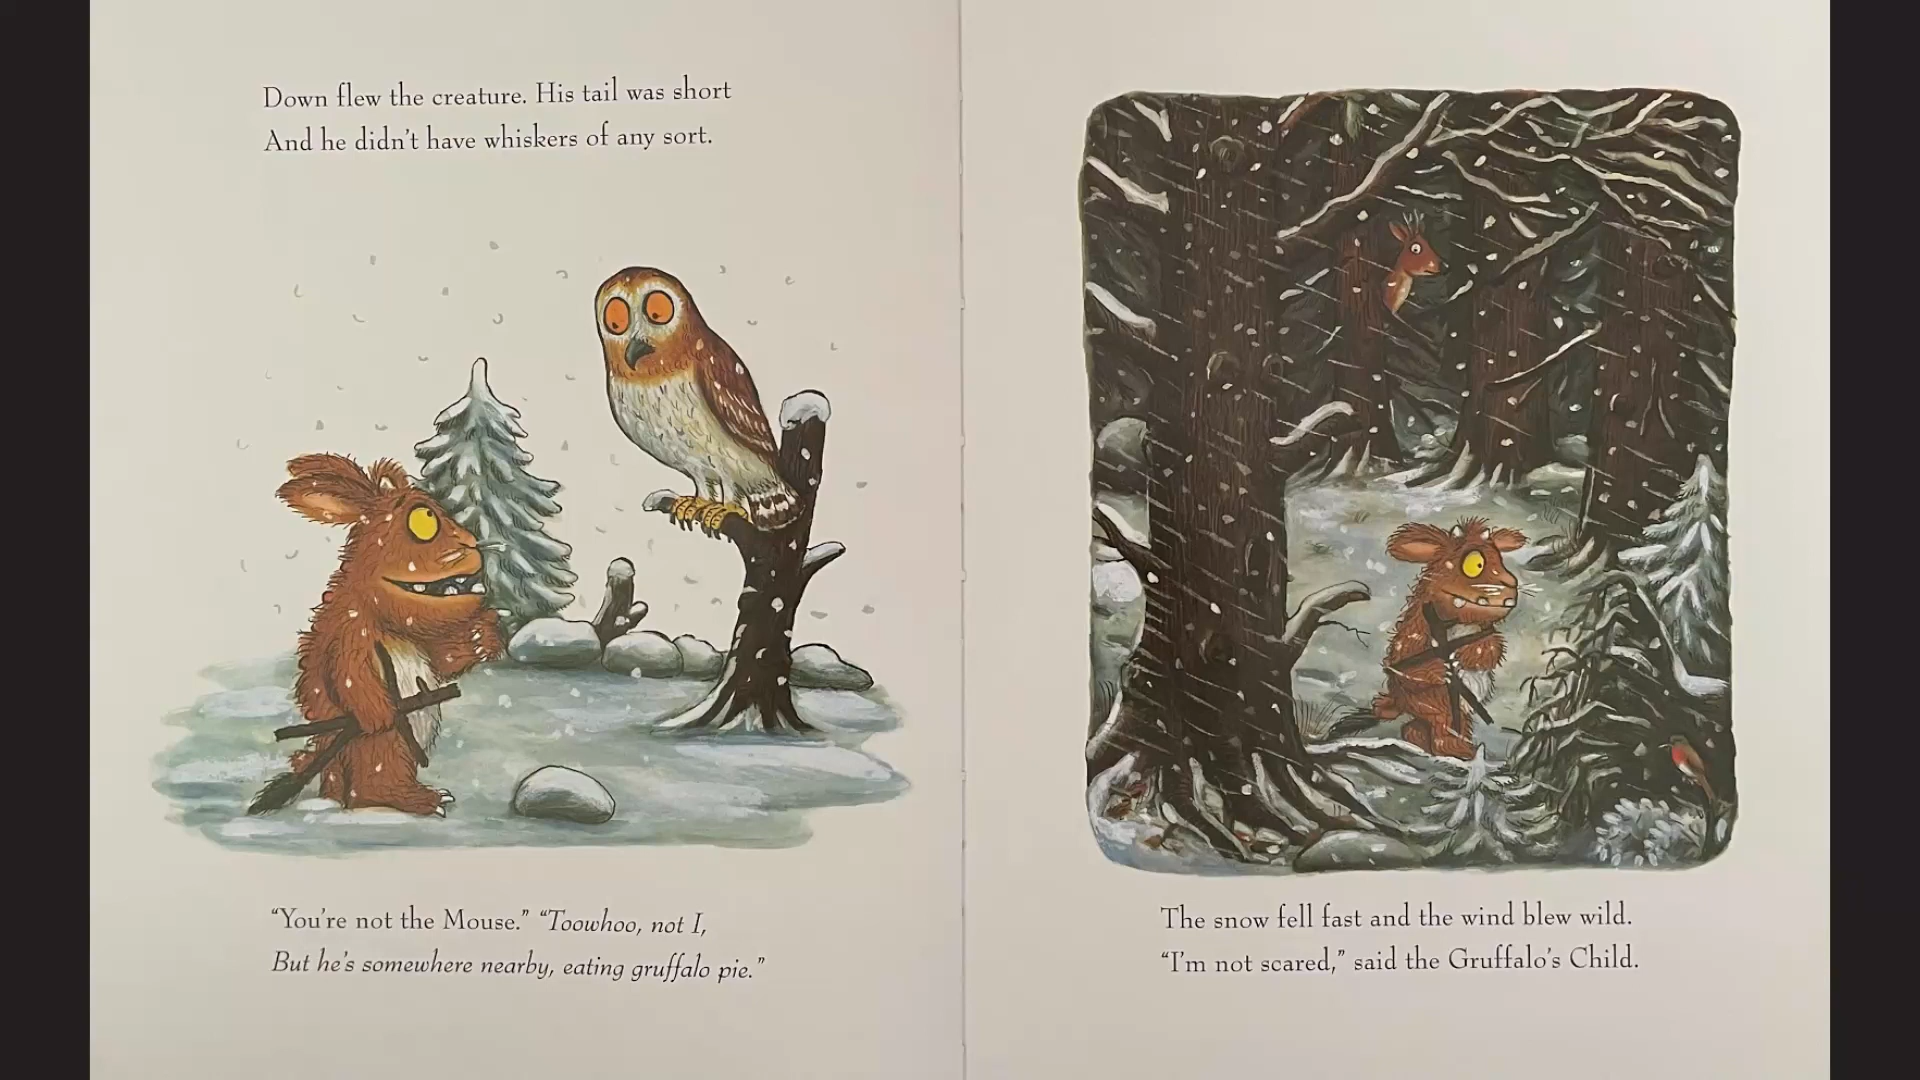 Down flew the creature. His tail was short
And he didn't have whiskers of any sort.
“You're not the Mouse.” “Toowhoo, not I,
But he's somewhere nearby, eating gruffalo pie.”
The snow fell fast and the wind blew wild.
“I'm not scared,” said the Gruffalo's Child.